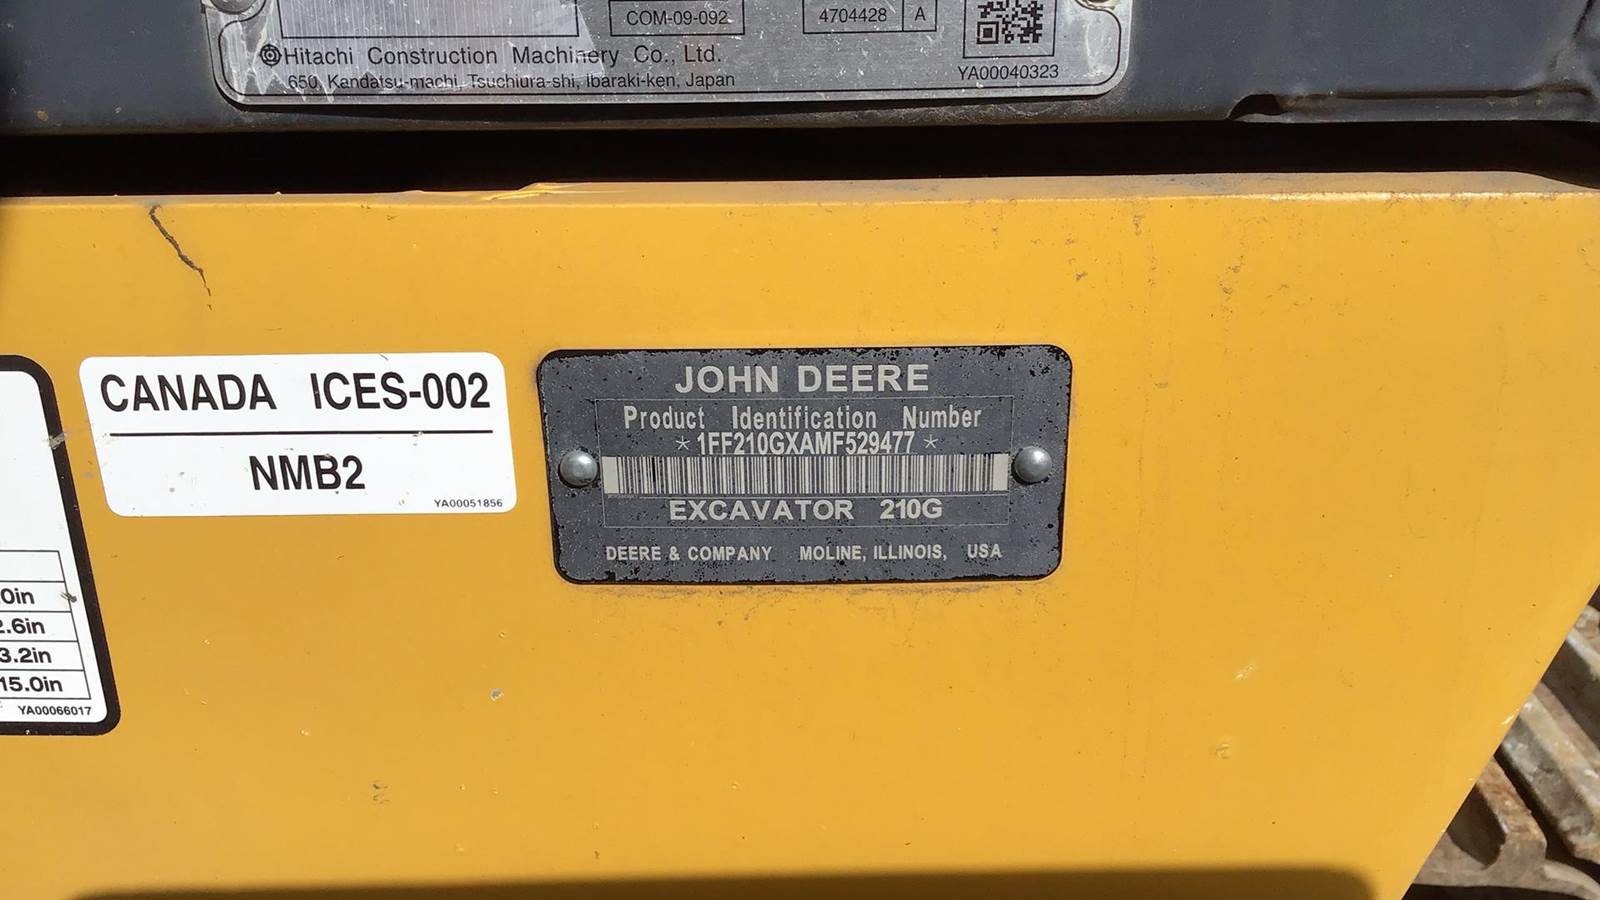 COM-09-092
4704428 A
Hitachi Construction Machinery Co., Ltd.
650, Kandatsu-machi, Tsuchiura-shi, Ibaraki-ken, Japan
YA00040323
CANADA ICES-002
NMB2
YA00051856
JOHN DEERE
Product Identification Number
*1FF210GXAMF529477*
EXCAVATOR 210G
DEERE & COMPANY MOLINE, ILLINOIS, USA
0in
2.6in
3.2in
15.0in
YA00066017